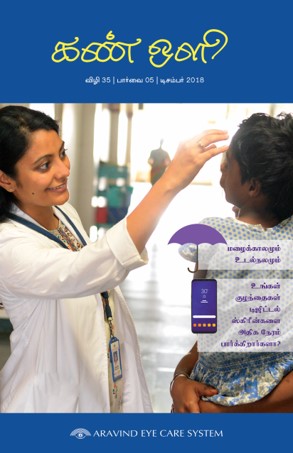 கண் ஒளி
விழி 35 | பார்வை 05 | டிசம்பர் 2018
மழைக்காலமும்
உடல்நலமும்
உங்கள்
குழந்தைகள்
டிஜிட்டல்
ஸ்கிரீன்களை
அதிக நேரம்
பார்க்கிறார்களா?
ARAVIND EYE CARE SYSTEM